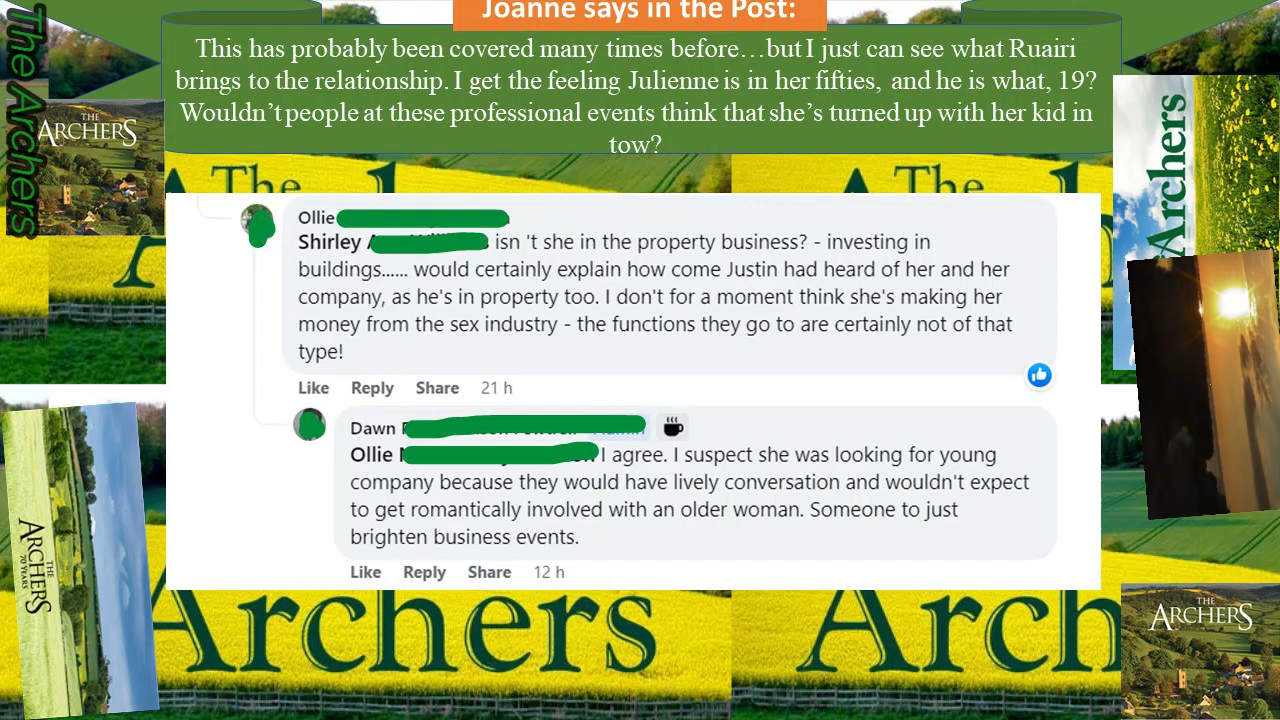 Joanne says in the Post:
This has probably been covered many times before…but I just can see what Ruairi
brings to the relationship. I get the feeling Julienne is in her fifties, and he is what, 19?
Wouldn't people at these professional events think that she's turned up with her kid in
tow?
The Archers
THE
ARCHERS
The
Archers
Ollie
Shirley isn 't she in the property business? - investing in
buildings...... would certainly explain how come Justin had heard of her and her
company, as he's in property too. I don't for a moment think she's making her
money from the sex industry - the functions they go to are certainly not of that
type!
Like Reply Share 21 h
Dawn
Ollie I agree. I suspect she was looking for young
company because they would have lively conversation and wouldn't expect
to get romantically involved with an older woman. Someone to just
brighten business events.
Like Reply Share 12 h
THE
ARCHERS
70 YEARS
Archers
Arch
THE
ARCHERS